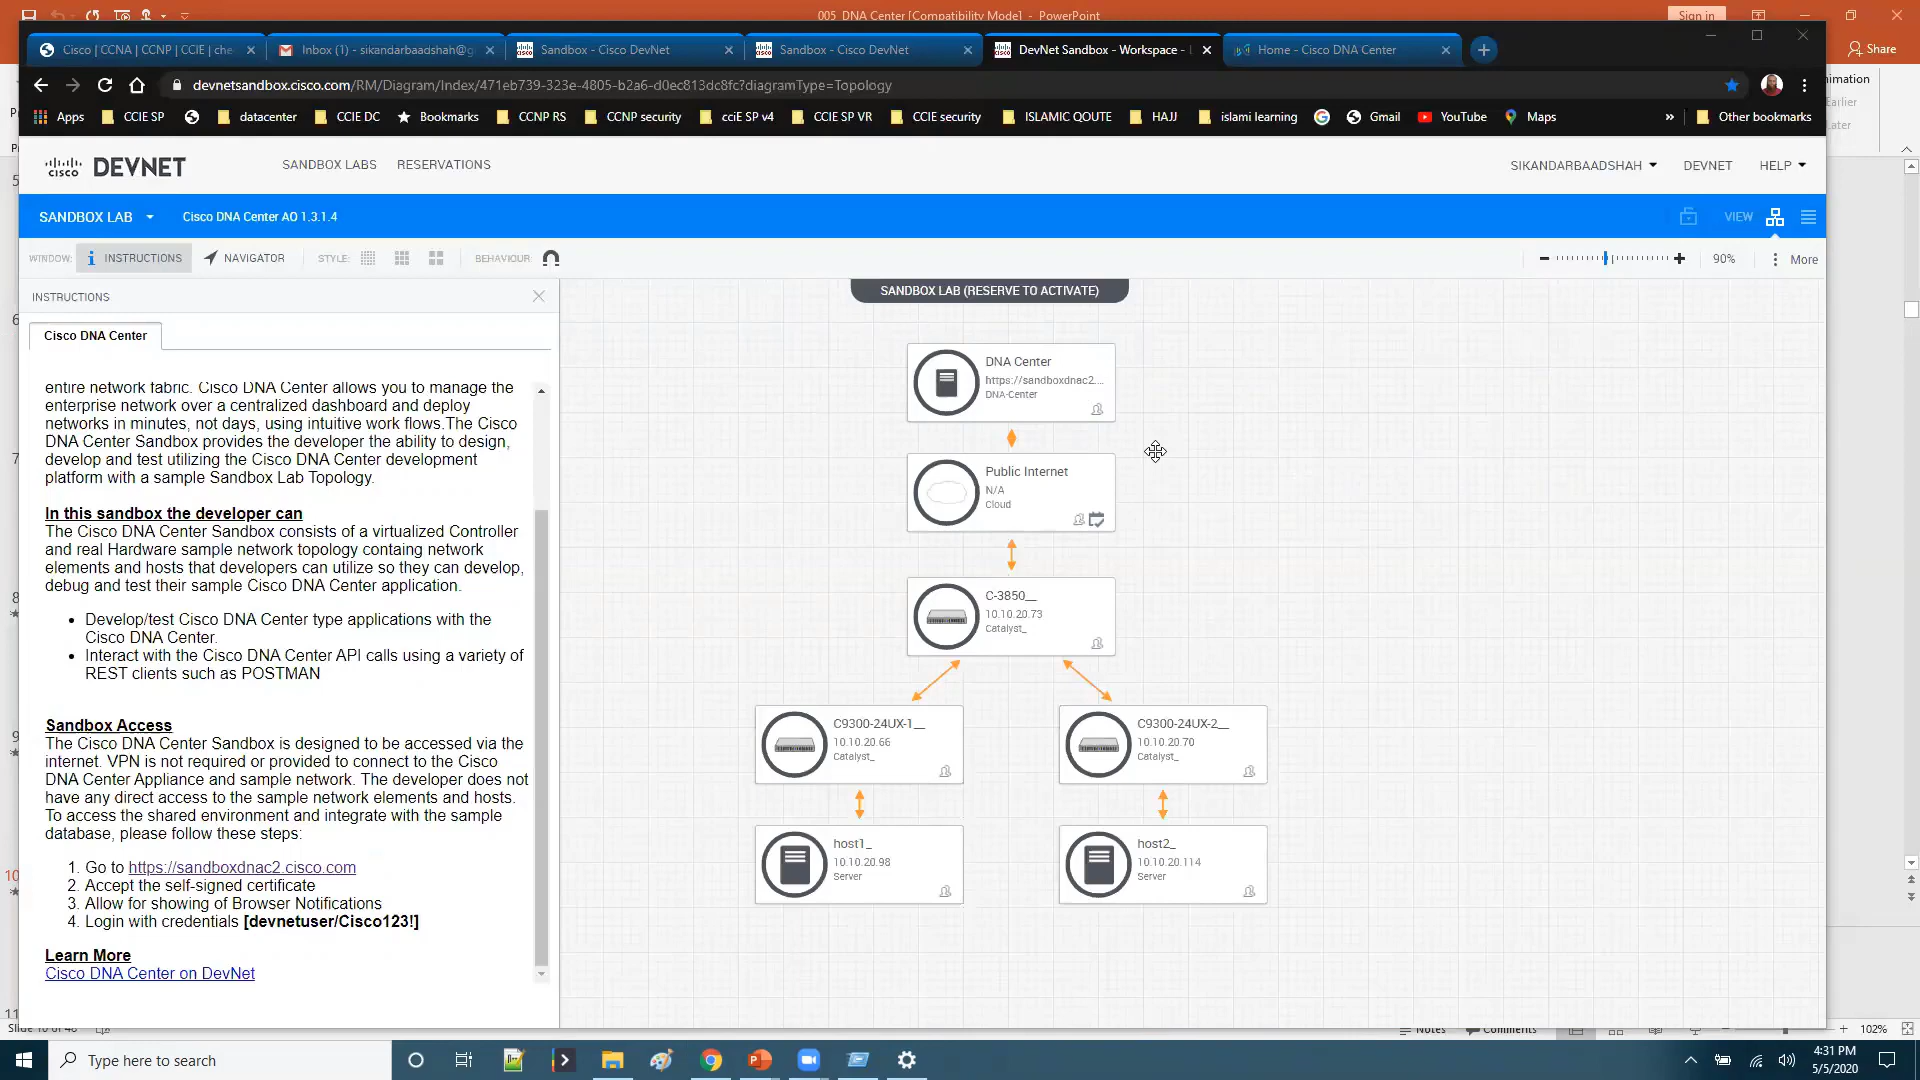 005_DNA Center [Compatibility Mode] - PowerPoint
Sign in
Cisco | CCNA | CCNP | CCIE | che
Inbox (1) - sikandarbaadshah@g
Sandbox - Cisco DevNet
Sandbox - Cisco DevNet
DevNet Sandbox - Workspace -
Home - Cisco DNA Center
Share
devnetsandbox.cisco.com/RM/Diagram/Index/471eb739-323e-4805-b2a6-d0ec813dc8fc?diagramType=Topology
nimation
Earlier
Later
Apps
CCIE SP
datacenter
CCIE DC
Bookmarks
CCNP RS
CCNP security
cciE SP v4
CCIE SP VR
CCIE security
ISLAMIC QOUTE
HAJJ
islami learning
Gmail
YouTube
Maps
»
Other bookmarks
cisco DEVNET
SANDBOX LABS
RESERVATIONS
SIKANDARBAADSHAH
DEVNET
HELP
SANDBOX LAB
Cisco DNA Center AO 1.3.1.4
VIEW
WINDOW:
INSTRUCTIONS
NAVIGATOR
STYLE:
BEHAVIOUR:
90%
More
INSTRUCTIONS
SANDBOX LAB (RESERVE TO ACTIVATE)
Cisco DNA Center
entire network fabric. Cisco DNA Center allows you to manage the
enterprise network over a centralized dashboard and deploy
networks in minutes, not days, using intuitive work flows.The Cisco
DNA Center Sandbox provides the developer the ability to design,
develop and test utilizing the Cisco DNA Center development
platform with a sample Sandbox Lab Topology.
In this sandbox the developer can
The Cisco DNA Center Sandbox consists of a virtualized Controller
and real Hardware sample network topology containg network
elements and hosts that developers can utilize so they can develop,
debug and test their sample Cisco DNA Center application.
• Develop/test Cisco DNA Center type applications with the
Cisco DNA Center.
• Interact with the Cisco DNA Center API calls using a variety of
REST clients such as POSTMAN
Sandbox Access
The Cisco DNA Center Sandbox is designed to be accessed via the
internet. VPN is not required or provided to connect to the Cisco
DNA Center Appliance and sample network. The developer does not
have any direct access to the sample network elements and hosts.
To access the shared environment and integrate with the sample
database, please follow these steps:
1. Go to https://sandboxdnac2.cisco.com
2. Accept the self-signed certificate
3. Allow for showing of Browser Notifications
4. Login with credentials [devnetuser/Cisco123!]
Learn More
Cisco DNA Center on DevNet
DNA Center
https://sandboxdnac2....
DNA-Center
Public Internet
N/A
Cloud
C-3850__
10.10.20.73
Catalyst_
C9300-24UX-1__
10.10.20.66
Catalyst_
C9300-24UX-2__
10.10.20.70
Catalyst_
host1_
10.10.20.98
Server
host2_
10.10.20.114
Server
5
6
7
8
9
10
11
Notes
Comments
102%
Type here to search
4:31 PM
5/5/2020